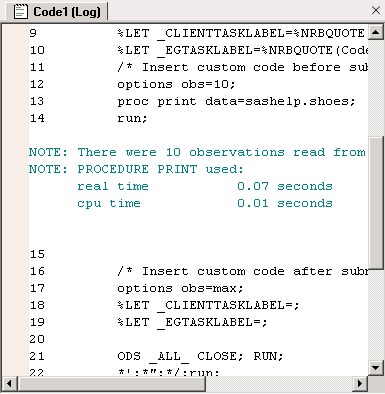 Code1 (Log)
9 %LET _CLIENTTASKLABEL=%NRBQUOTE
10 %LET _EGTASKLABEL=%NRBQUOTE(Code
11 /* Insert custom code before sub
12 options obs=10;
13 proc print data=sashelp.shoes;
14 run;
NOTE: There were 10 observations read from
NOTE: PROCEDURE PRINT used:
real time 0.07 seconds
cpu time 0.01 seconds
15
16 /* Insert custom code after subm
17 options obs=max;
18 %LET _CLIENTTASKLABEL=;
19 %LET _EGTASKLABEL=;
20
21 ODS _ALL_ CLOSE; RUN;
22 *';*";*/;run;